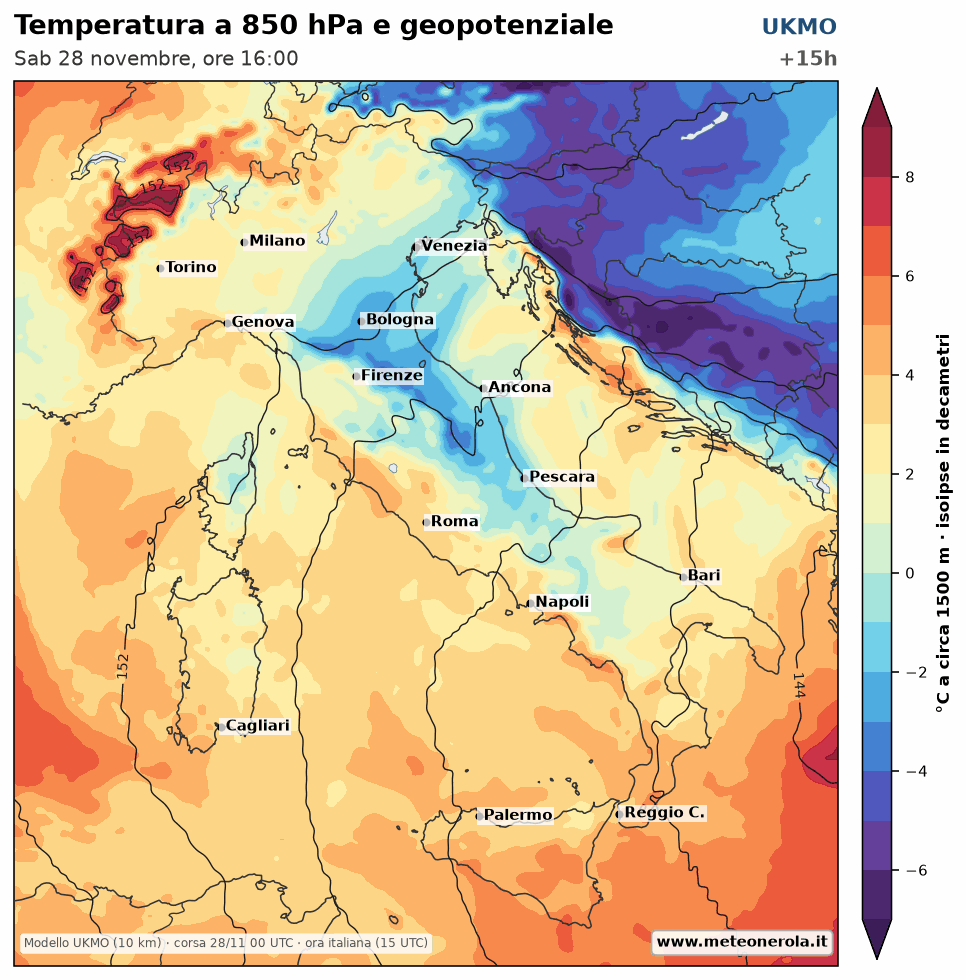 Temperatura a 850 hPa e geopotenziale
UKMO
Sab 28 novembre, ore 16:00
+15h
152
152
152
152
Milano
Venezia
Torino
Genova
Bologna
Firenze
Ancona
Pescara
Roma
Bari
Napoli
152
144
Cagliari
Palermo
Reggio C.
8
6
4
2
0
−2
−4
−6
°C a circa 1500 m · isoipse in decametri
Modello UKMO (10 km) · corsa 28/11 00 UTC · ora italiana (15 UTC)
www.meteonerola.it